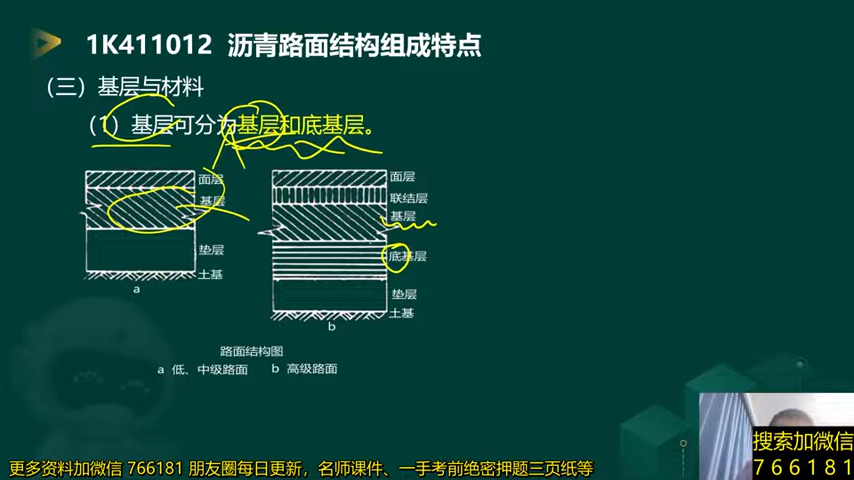 1K411012 沥青路面结构组成特点
（三）基层与材料
（1）基层可分为基层和底基层。
面层
基层
垫层
土基
a
面层
联结层
基层
底基层
垫层
土基
b
路面结构图
a 低、中级路面 b 高级路面
搜索加微信
766181
更多资料加微信 766181 朋友圈每日更新，名师课件、一手考前绝密押题三页纸等